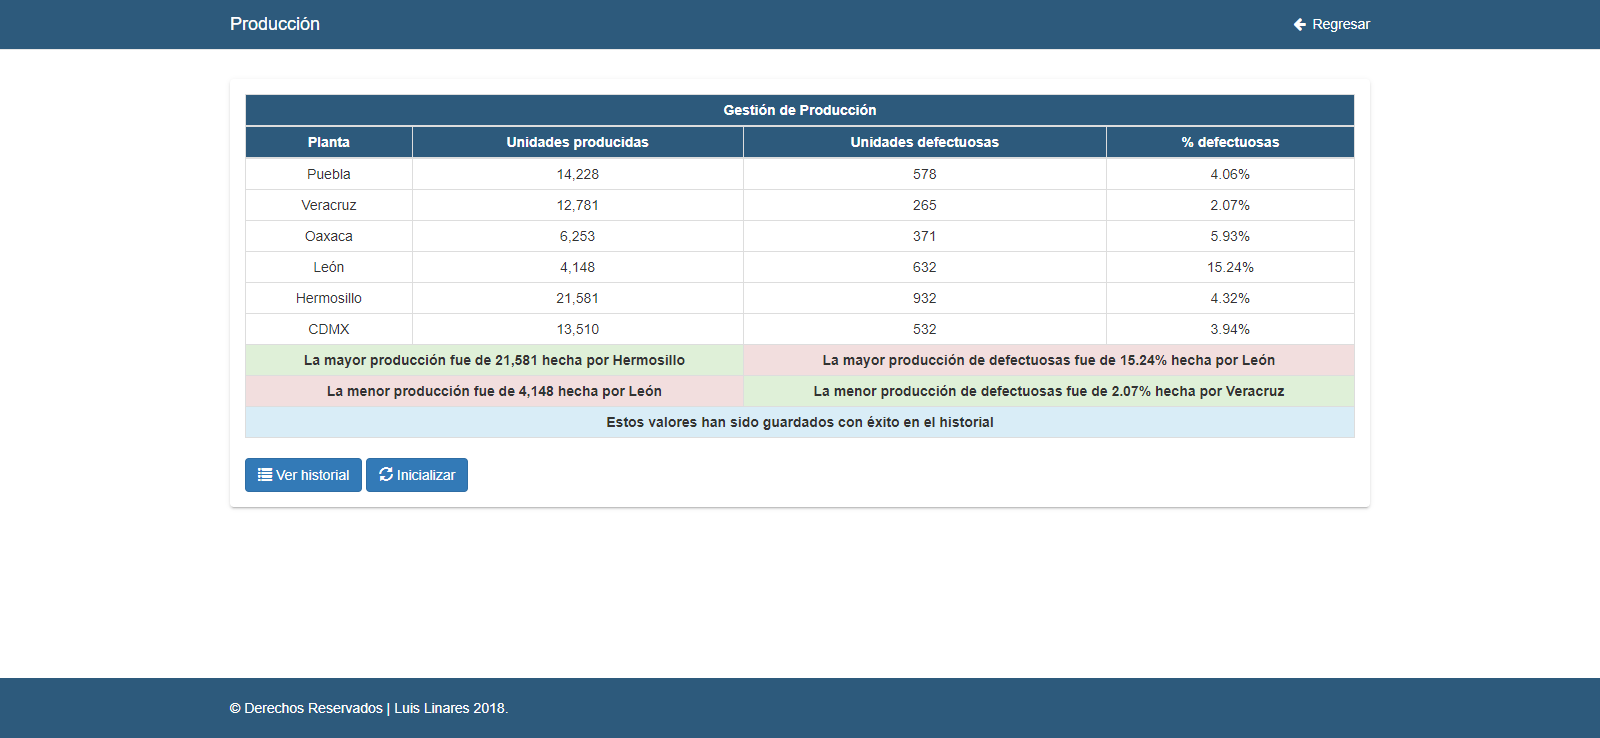 Producción
Regresar
Gestión de Producción
Planta Unidades producidas Unidades defectuosas % defectuosas
Puebla 14,228 578 4.06%
Veracruz 12,781 265 2.07%
Oaxaca 6,253 371 5.93%
León 4,148 632 15.24%
Hermosillo 21,581 932 4.32%
CDMX 13,510 532 3.94%
La mayor producción fue de 21,581 hecha por Hermosillo La mayor producción de defectuosas fue de 15.24% hecha por León
La menor producción fue de 4,148 hecha por León La menor producción de defectuosas fue de 2.07% hecha por Veracruz
Estos valores han sido guardados con éxito en el historial
Ver historial Inicializar
© Derechos Reservados | Luis Linares 2018.